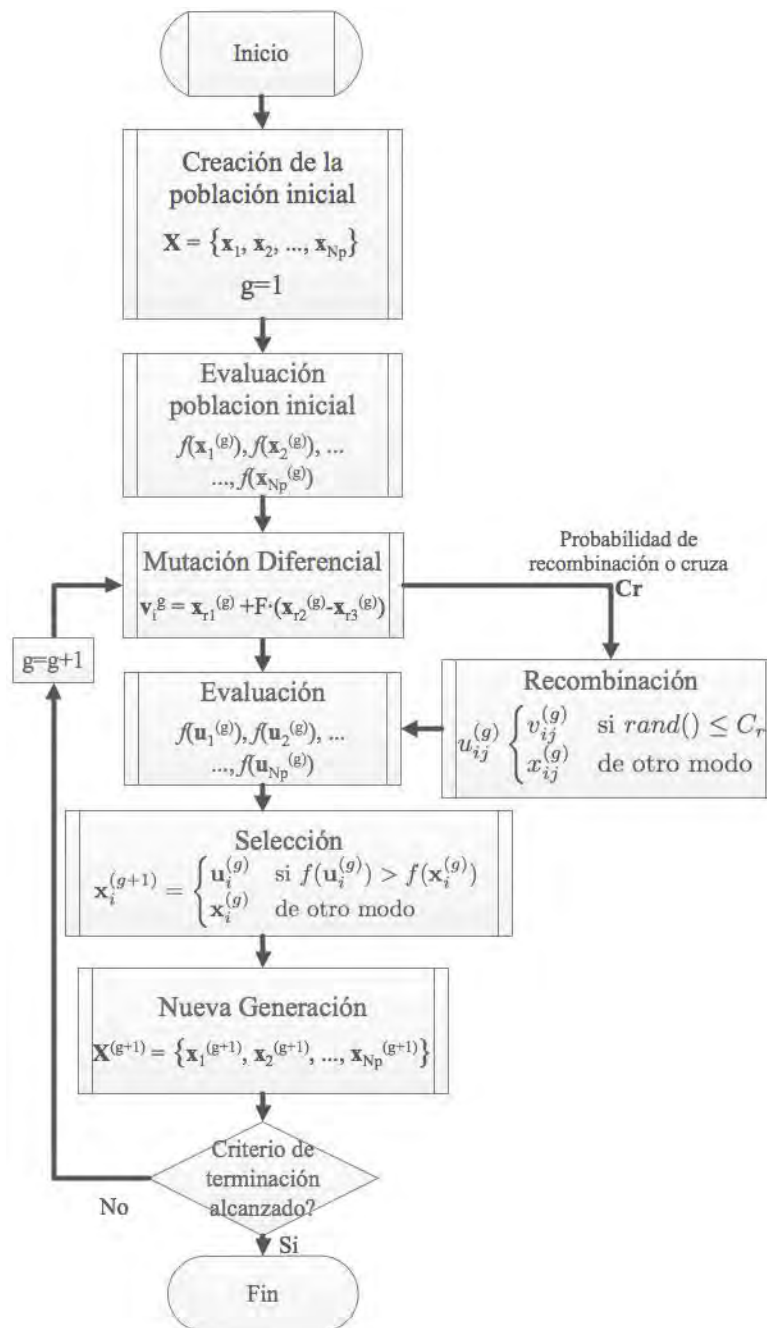 Inicio
Creación de la
población inicial
X = {x₁, x₂, ..., x_Np}
g=1
Evaluación
poblacion inicial
f(x₁⁽ᵍ⁾), f(x₂⁽ᵍ⁾), ...
..., f(x_Np⁽ᵍ⁾)
Mutación Diferencial
vᵢᵍ = x_r1⁽ᵍ⁾ +F·(x_r2⁽ᵍ⁾-x_r3⁽ᵍ⁾)
Probabilidad de
recombinación o cruza
Cr
Recombinación
u_ij^(g) { v_ij^(g) si rand() ≤ C_r
x_ij^(g) de otro modo
g=g+1
Evaluación
f(u₁⁽ᵍ⁾), f(u₂⁽ᵍ⁾), ...
..., f(u_Np⁽ᵍ⁾)
Selección
x_i^(g+1) = { u_i^(g) si f(u_i^(g)) > f(x_i^(g))
x_i^(g) de otro modo
Nueva Generación
X^(g+1) = {x₁^(g+1), x₂^(g+1), ..., x_Np^(g+1)}
Criterio de
terminación
alcanzado?
No
Si
Fin